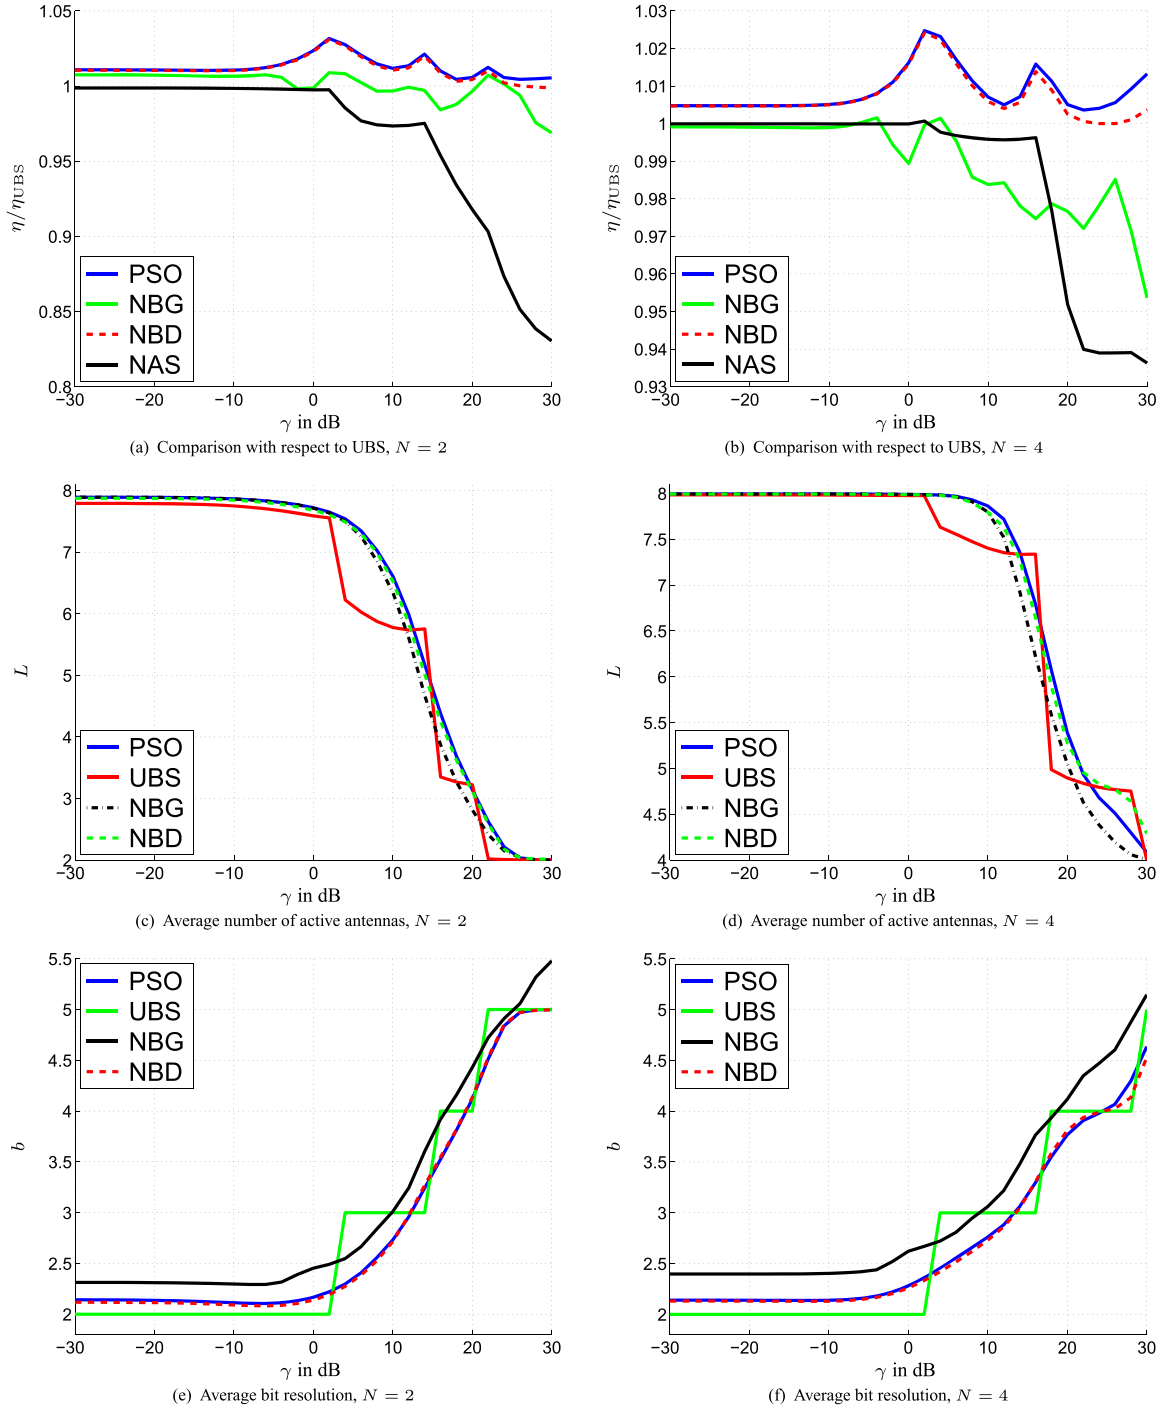 1.05
1
0.95
0.9
0.85
0.8
η/ηUBS
PSO
NBG
NBD
NAS
−30 −20 −10 0 10 20 30
γ in dB
(a) Comparison with respect to UBS, N = 2
1.03
1.02
1.01
1
0.99
0.98
0.97
0.96
0.95
0.94
0.93
η/ηUBS
PSO
NBG
NBD
NAS
−30 −20 −10 0 10 20 30
γ in dB
(b) Comparison with respect to UBS, N = 4
8
7
6
5
4
3
2
L
PSO
UBS
NBG
NBD
−30 −20 −10 0 10 20 30
γ in dB
(c) Average number of active antennas, N = 2
8
7.5
7
6.5
6
5.5
5
4.5
4
L
PSO
UBS
NBG
NBD
−30 −20 −10 0 10 20 30
γ in dB
(d) Average number of active antennas, N = 4
5.5
5
4.5
4
3.5
3
2.5
2
b
PSO
UBS
NBG
NBD
−30 −20 −10 0 10 20 30
γ in dB
(e) Average bit resolution, N = 2
5.5
5
4.5
4
3.5
3
2.5
2
b
PSO
UBS
NBG
NBD
−30 −20 −10 0 10 20 30
γ in dB
(f) Average bit resolution, N = 4